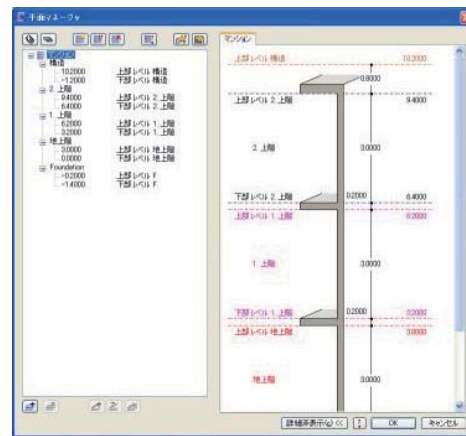 平面マネージャ
マンション
構造
10.2000 上部レベル 構造
-1.2000 下部レベル 構造
2. 上階
9.4000 上部レベル 2. 上階
6.4000 下部レベル 2. 上階
1. 上階
6.2000 上部レベル 1. 上階
3.2000 下部レベル 1. 上階
地上階
3.0000 上部レベル 地上階
0.0000 下部レベル 地上階
Foundation
-0.2000 上部レベル F
-1.4000 下部レベル F
マンション
上部レベル 構造 10.2000
0.8000
上部レベル 2. 上階 9.4000
2. 上階 3.0000
下部レベル 2. 上階 0.2000 6.4000
上部レベル 1. 上階 6.2000
1. 上階 3.0000
下部レベル 1. 上階 0.2000 3.2000
上部レベル 地上階 3.0000
地上階 3.0000
詳細非表示(d) << OK キャンセル